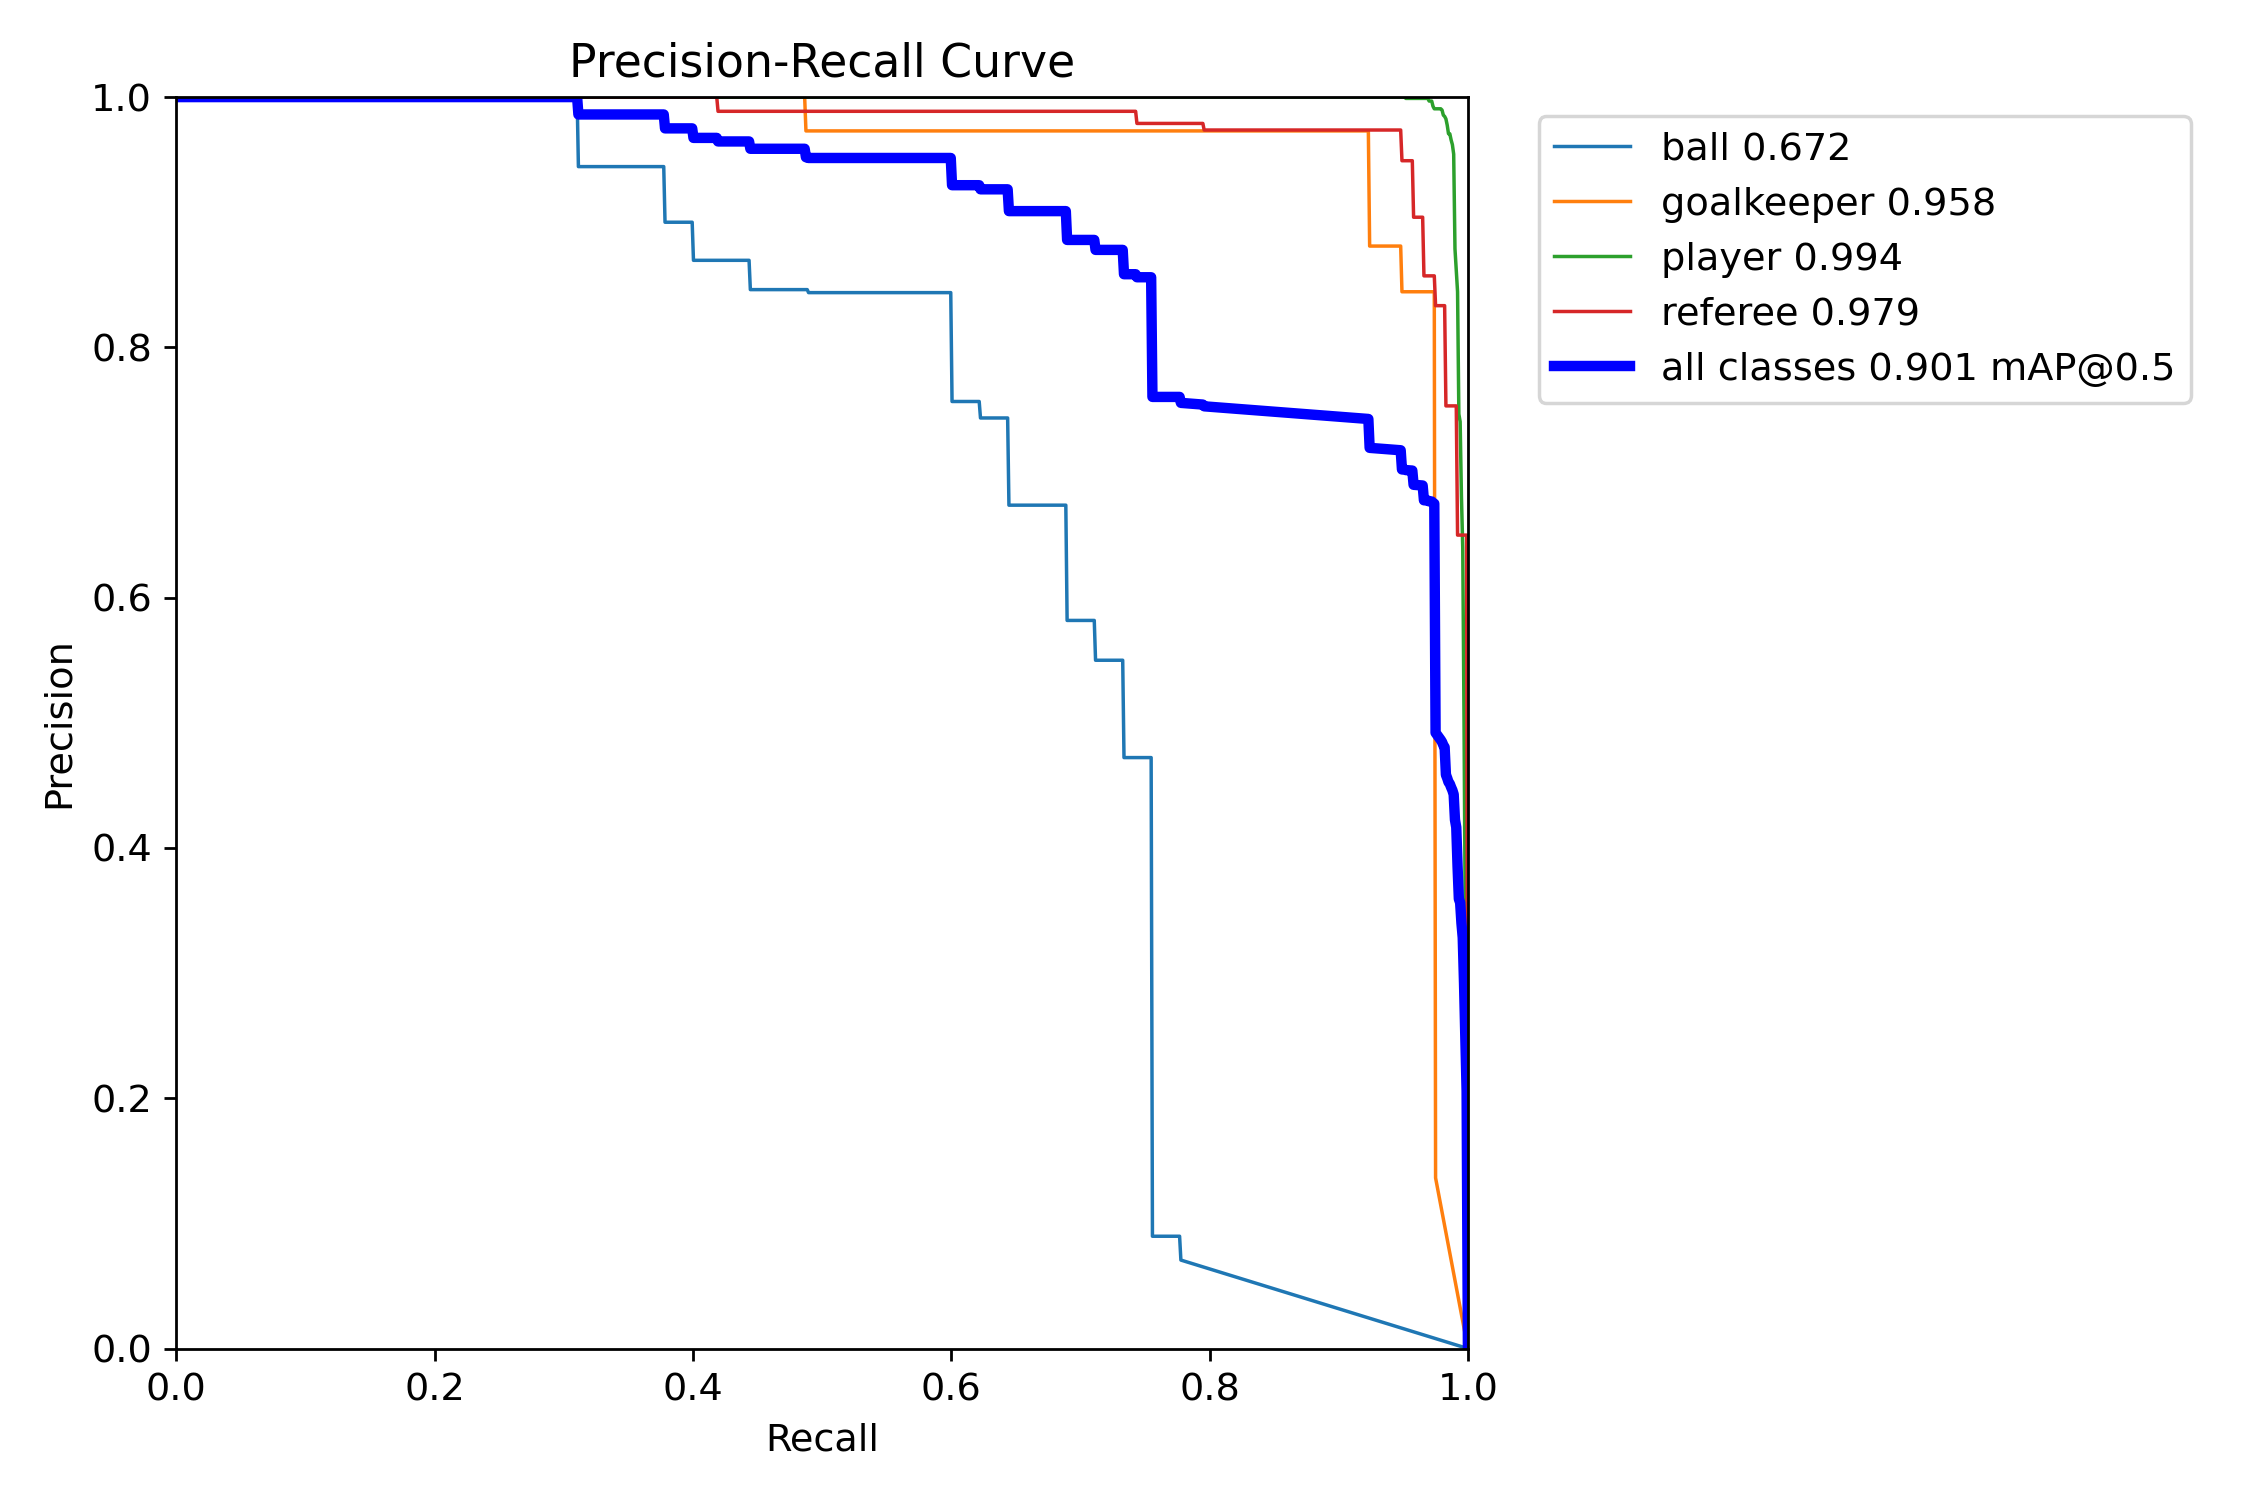 Precision-Recall Curve
1.0
0.8
0.6
0.4
0.2
0.0
Precision
0.0 0.2 0.4 0.6 0.8 1.0
Recall
ball 0.672
goalkeeper 0.958
player 0.994
referee 0.979
all classes 0.901 mAP@0.5